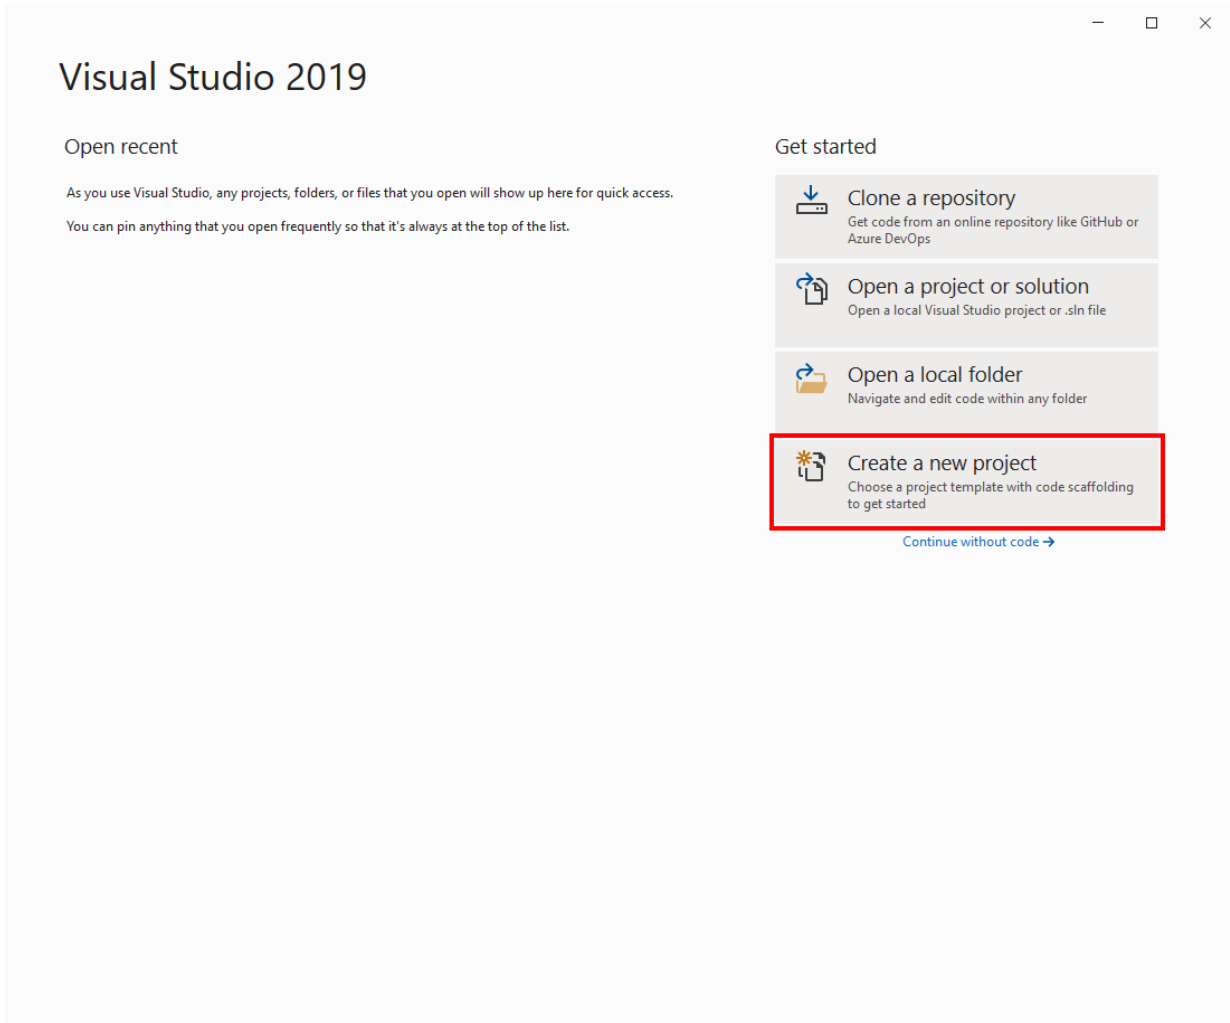 Visual Studio 2019
Open recent
As you use Visual Studio, any projects, folders, or files that you open will show up here for quick access.
You can pin anything that you open frequently so that it's always at the top of the list.
Get started
Clone a repository
Get code from an online repository like GitHub or
Azure DevOps
Open a project or solution
Open a local Visual Studio project or .sln file
Open a local folder
Navigate and edit code within any folder
Create a new project
Choose a project template with code scaffolding
to get started
Continue without code →